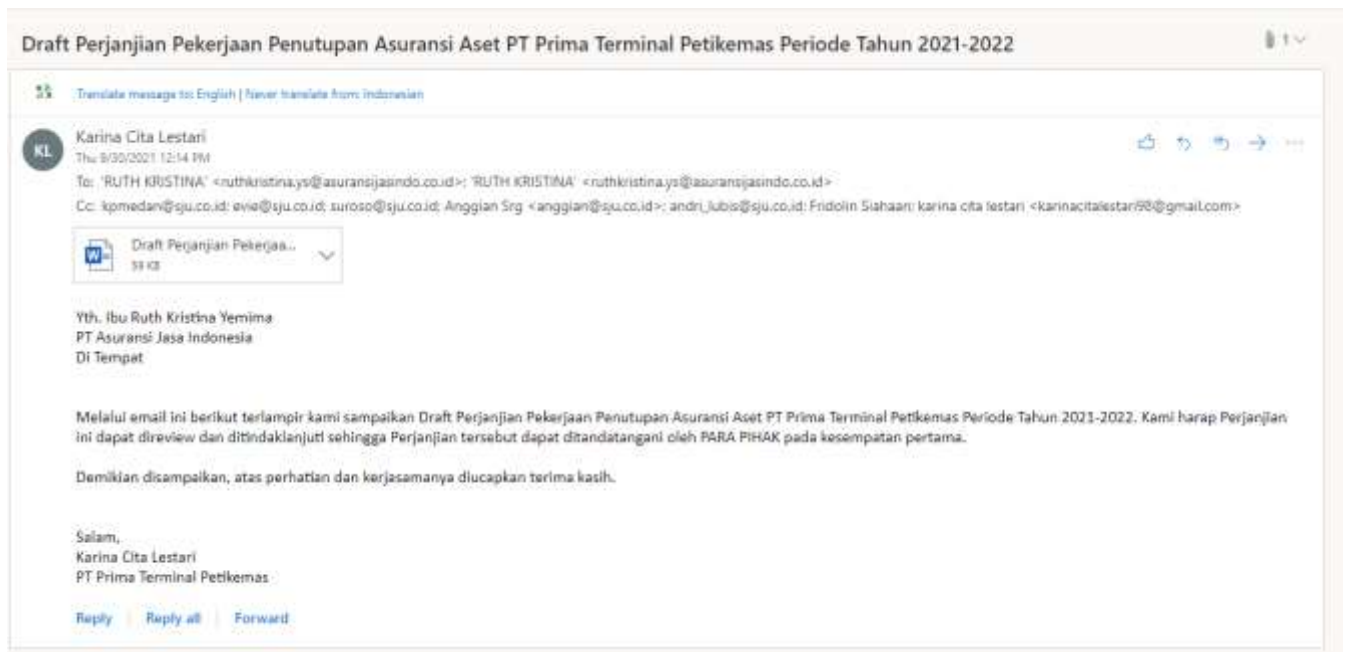 Draft Perjanjian Pekerjaan Penutupan Asuransi Aset PT Prima Terminal Petikemas Periode Tahun 2021-2022
1
Translate message to: English | Never translate from: Indonesian
KL
Karina Cita Lestari
Thu 9/30/2021 12:14 PM
To: 'RUTH KRISTINA' <ruthkristina.ys@asuransijasindo.co.id>; 'RUTH KRISTINA' <ruthkristina.ys@asuransijasindo.co.id>
Cc: kpmedan@sju.co.id; evie@sju.co.id; suroso@sju.co.id; Anggian Srg <anggian@sju.co.id>; andri_lubis@sju.co.id; Fridolin Siahaan; karina cita lestari
Draft Perjanjian Pekerjaa...
59 KB
Yth. Ibu Ruth Kristina Yemima
PT Asuransi Jasa Indonesia
Di Tempat
Melalui email ini berikut terlampir kami sampaikan Draft Perjanjian Pekerjaan Penutupan Asuransi Aset PT Prima Terminal Petikemas Periode Tahun 2021-2022. Kami harap Perjanjian
ini dapat direview dan ditindaklanjuti sehingga Perjanjian tersebut dapat ditandatangani oleh PARA PIHAK pada kesempatan pertama.
Demikian disampaikan, atas perhatian dan kerjasamanya diucapkan terima kasih.
Salam,
Karina Cita Lestari
PT Prima Terminal Petikemas
Reply | Reply all | Forward